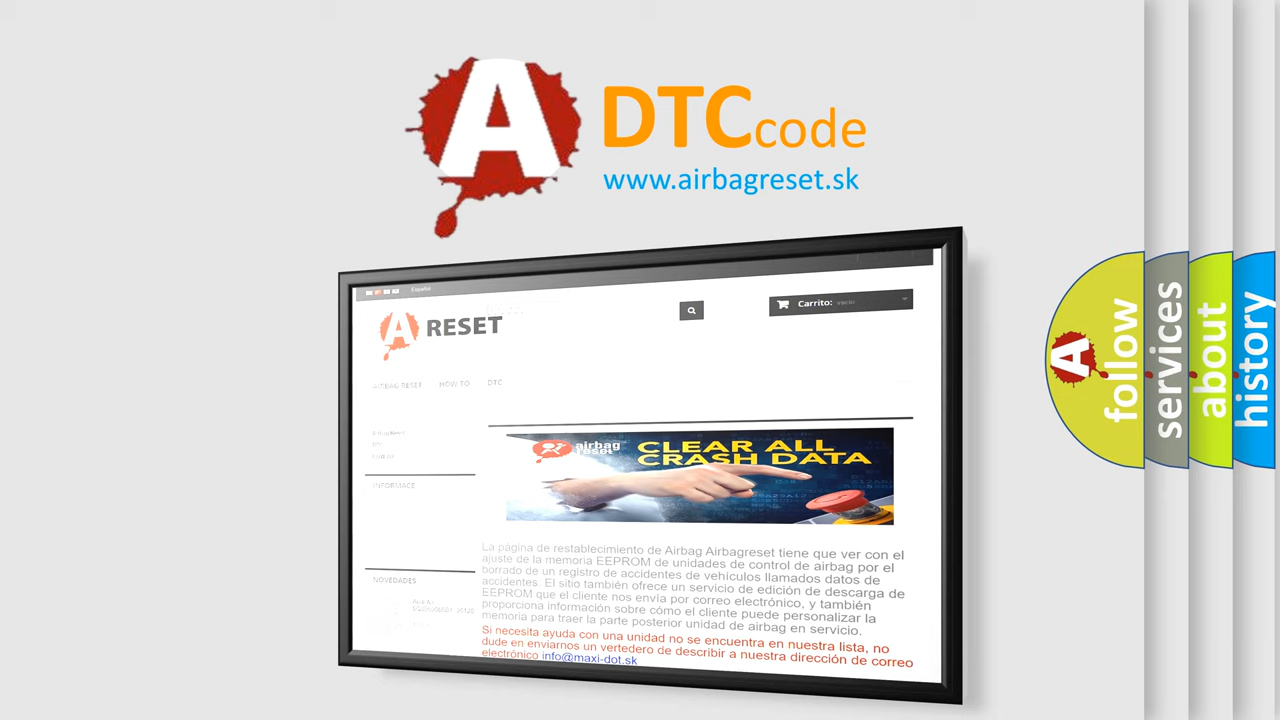 A DTCcode
www.airbagreset.sk
Español
A RESET
Carrito: vacío
AIRBAG RESET HOW TO DTC
airbag
reset
CLEAR ALL
CRASH DATA
INFORMACE
La página de restablecimiento de Airbag Airbagreset tiene que ver con el
ajuste de la memoria EEPROM de unidades de control de airbag por el
borrado de un registro de accidentes de vehículos llamados datos de
accidentes. El sitio también ofrece un servicio de edición de descarga de
EEPROM que el cliente nos envía por correo electrónico, y también
proporciona información sobre cómo el cliente puede personalizar la
memoria para traer la parte posterior unidad de airbag en servicio.
Si necesita ayuda con una unidad no se encuentra en nuestra lista, no
dude en enviarnos un vertedero de describir a nuestra dirección de correo
electrónico info@maxi-dot.sk
NOVEDADES
A
follow
services
about
history